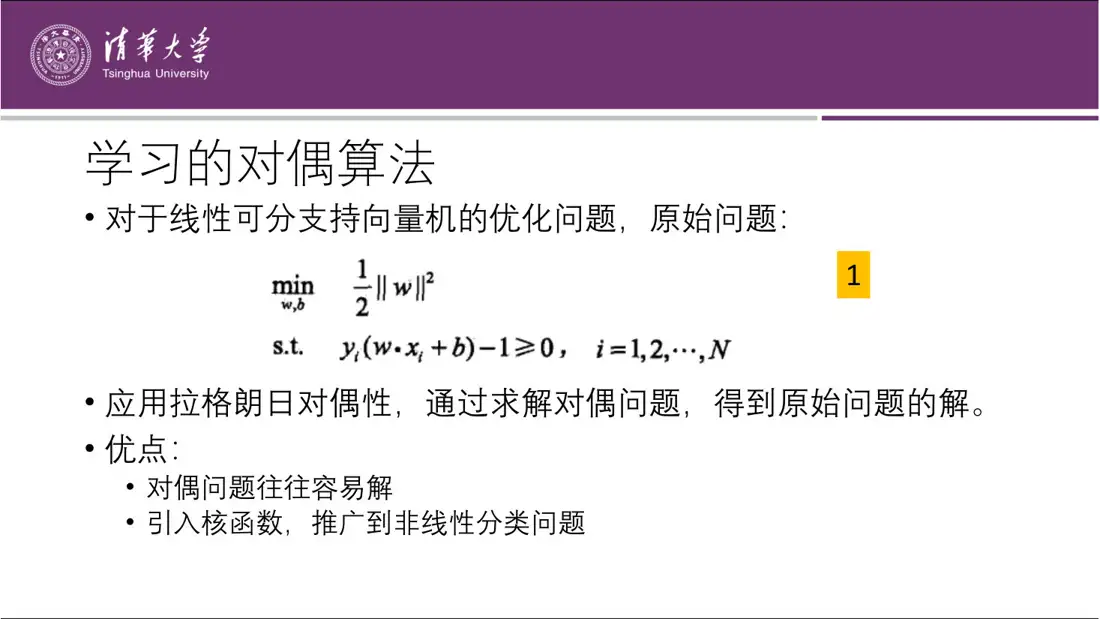 清华大学
Tsinghua University
学习的对偶算法
• 对于线性可分支持向量机的优化问题，原始问题：
min w,b 1/2 ||w||²
1
s.t. yᵢ(w·xᵢ+b)−1≥0， i=1,2,⋯,N
• 应用拉格朗日对偶性，通过求解对偶问题，得到原始问题的解。
• 优点：
• 对偶问题往往容易解
• 引入核函数，推广到非线性分类问题